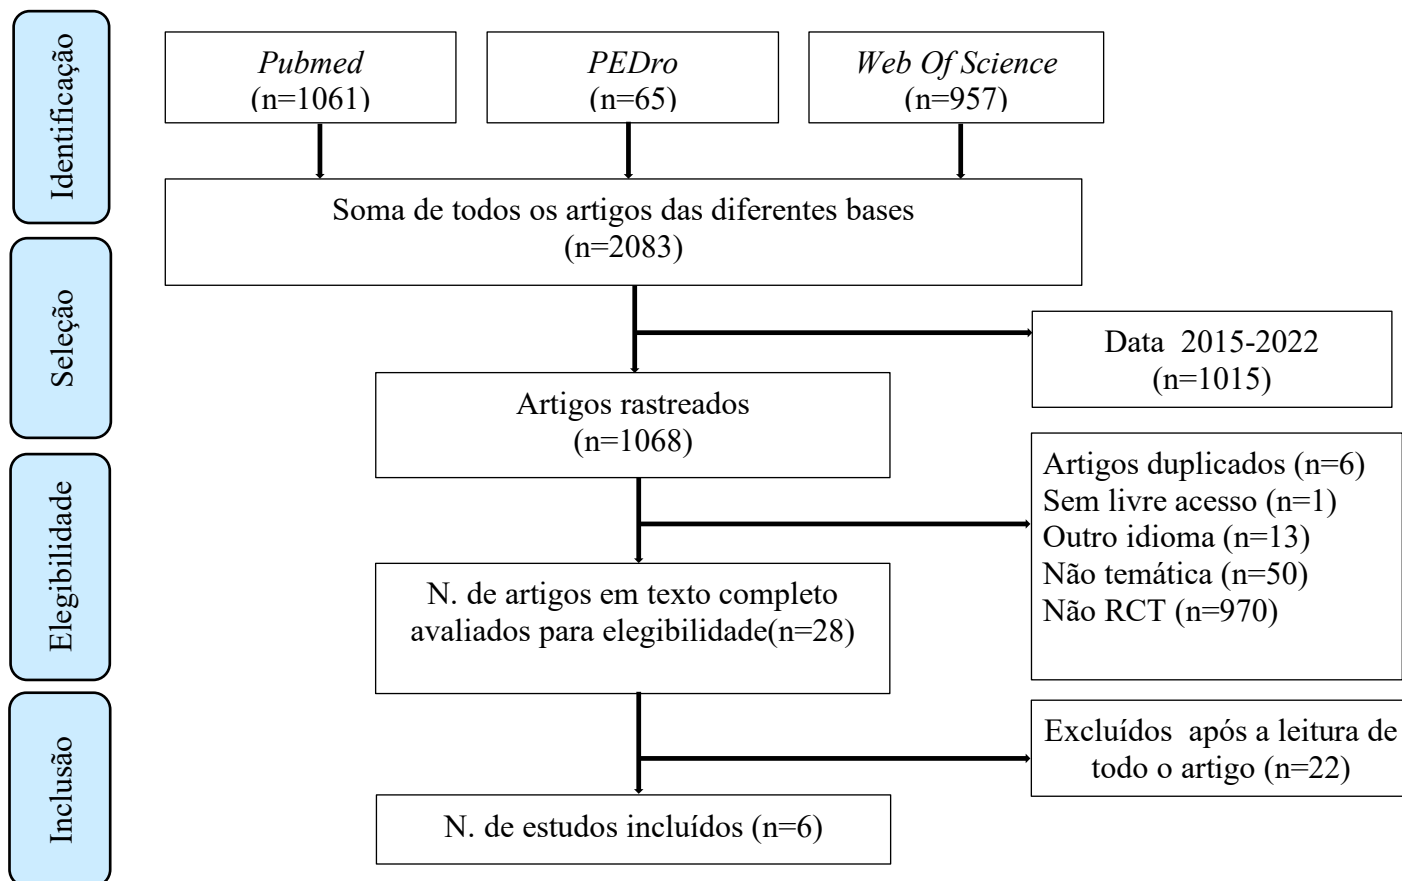 Identificação
Pubmed
(n=1061)
PEDro
(n=65)
Web Of Science
(n=957)
Soma de todos os artigos das diferentes bases
(n=2083)
Seleção
Data  2015-2022
(n=1015)
Artigos rastreados
(n=1068)
Elegibilidade
Artigos duplicados (n=6)
Sem livre acesso (n=1)
Outro idioma (n=13)
Não temática (n=50)
Não RCT (n=970)
N. de artigos em texto completo
avaliados para elegibilidade(n=28)
Inclusão
Excluídos  após a leitura de
todo o artigo (n=22)
N. de estudos incluídos (n=6)